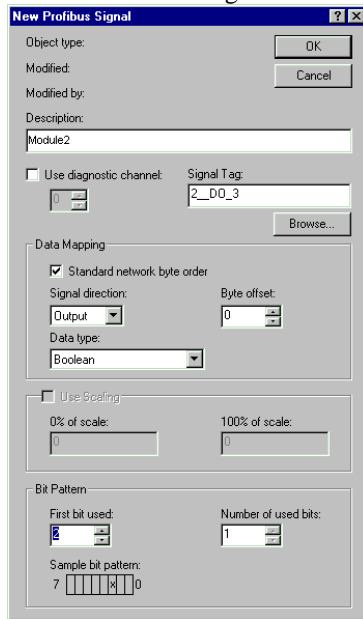 New Profibus Signal
Object type:
OK
Modified:
Cancel
Modified by:
Description:
Module2
Use diagnostic channel:
Signal Tag:
0
2__DO_3
Browse...
Data Mapping
Standard network byte order
Signal direction:
Byte offset:
Output
0
Data type:
Boolean
Use Scaling
0% of scale:
100% of scale:
0
0
Bit Pattern
First bit used:
Number of used bits:
2
1
Sample bit pattern:
7 x 0